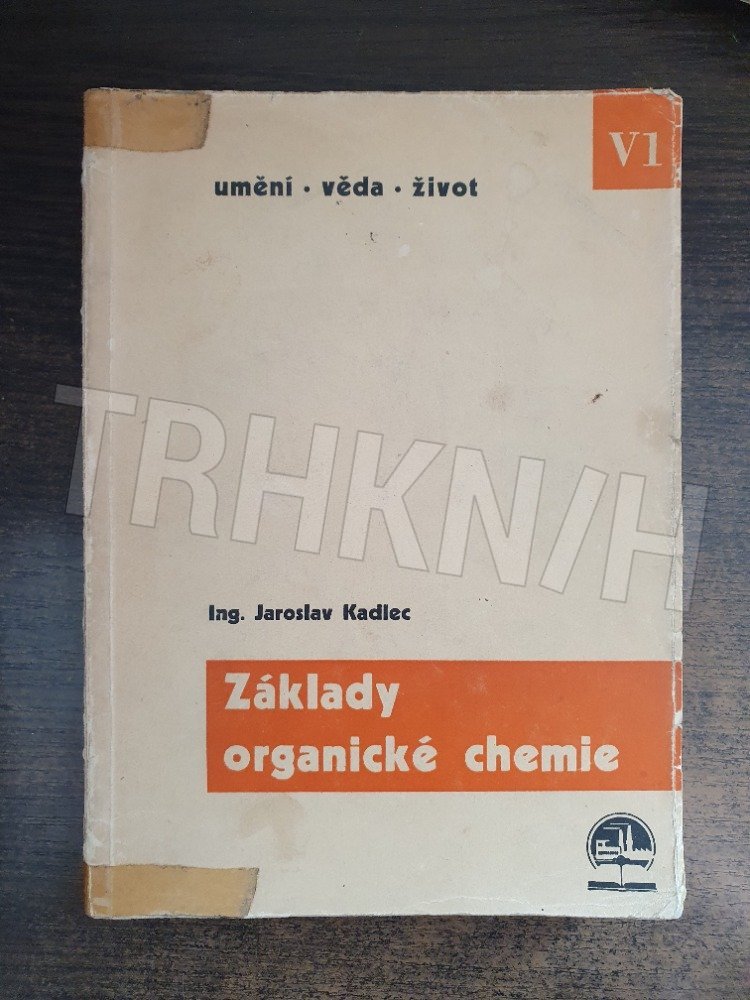 V1
umění • věda • život
TRHKNIH
Ing. Jaroslav Kadlec
Základy
organické chemie